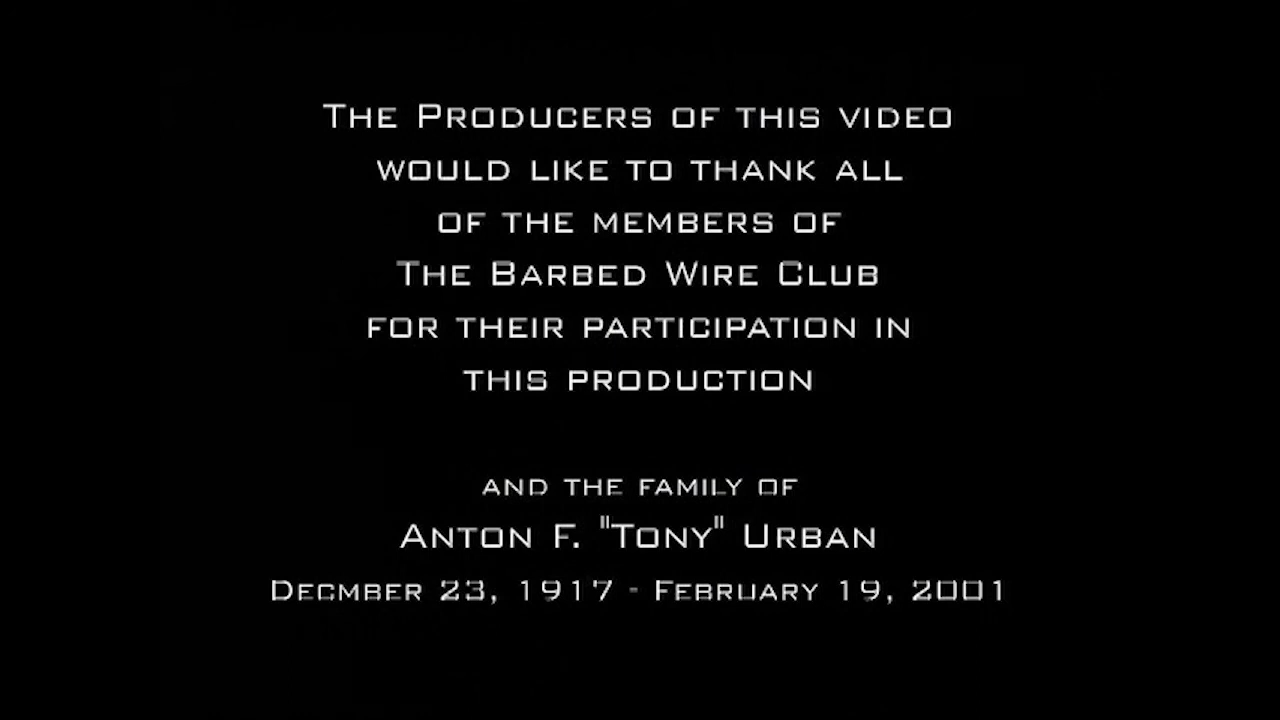 The Producers of this video
would like to thank all
of the members of
The Barbed Wire Club
for their participation in
this production
and the family of
Anton F. "Tony" Urban
Decmber 23, 1917 - February 19, 2001